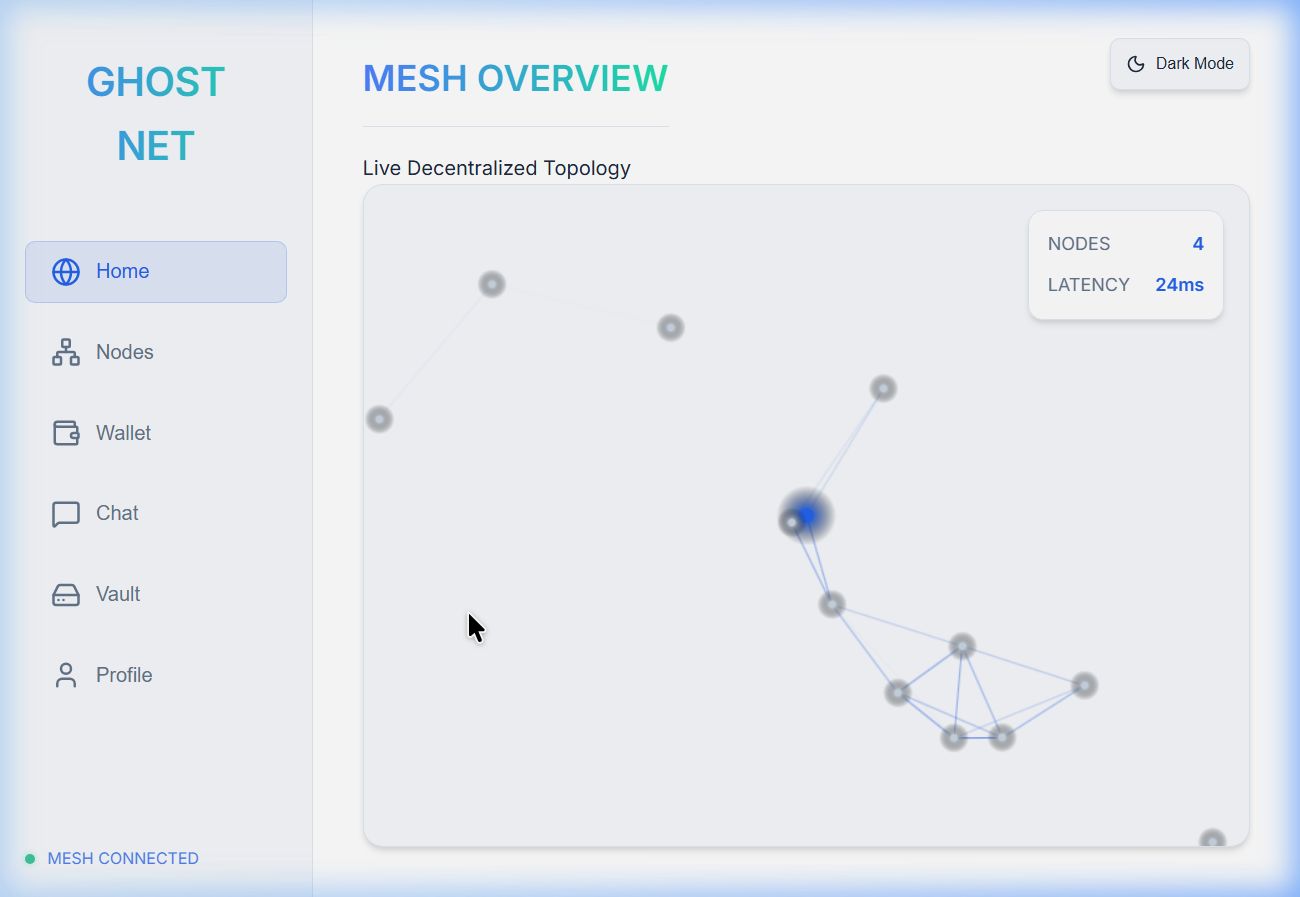 GHOST
NET
Home
Nodes
Wallet
Chat
Vault
Profile
MESH CONNECTED
MESH OVERVIEW
Dark Mode
Live Decentralized Topology
NODES 4
LATENCY 24ms